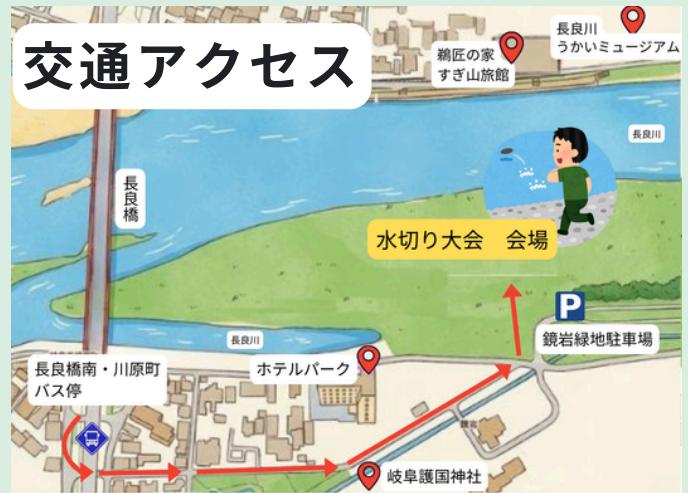 交通アクセス
長良川
うかいミュージアム
鵜匠の家
すぎ山旅館
長良川
長良橋
水切り大会　会場
P
鏡岩緑地駐車場
長良川
ホテルパーク
長良橋南・川原町
バス停
岐阜護国神社